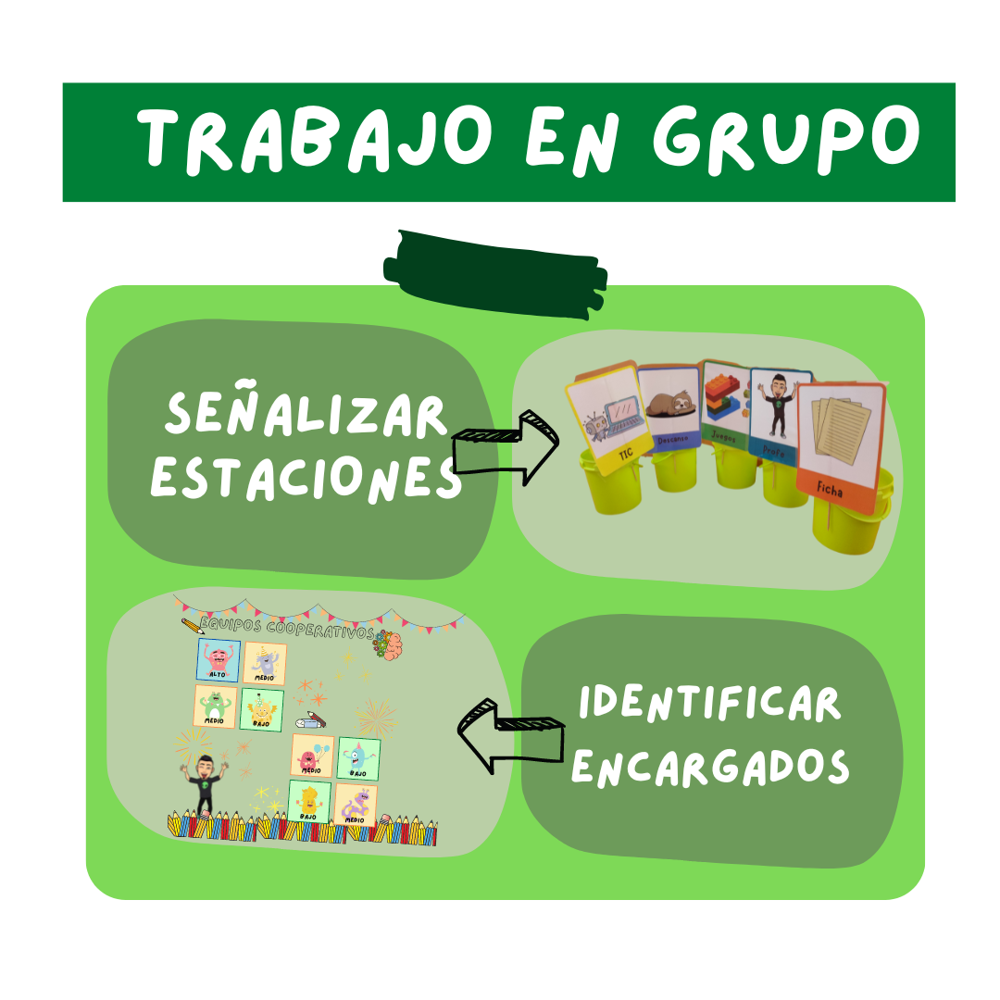 TRABAJO EN GRUPO
SEÑALIZAR
ESTACIONES
TIC
Descanso
Juegos
Profe
Ficha
EQUIPOS COOPERATIVOS
ALTO
MEDIO
MEDIO
BAJO
MEDIO
BAJO
BAJO
MEDIO
IDENTIFICAR
ENCARGADOS